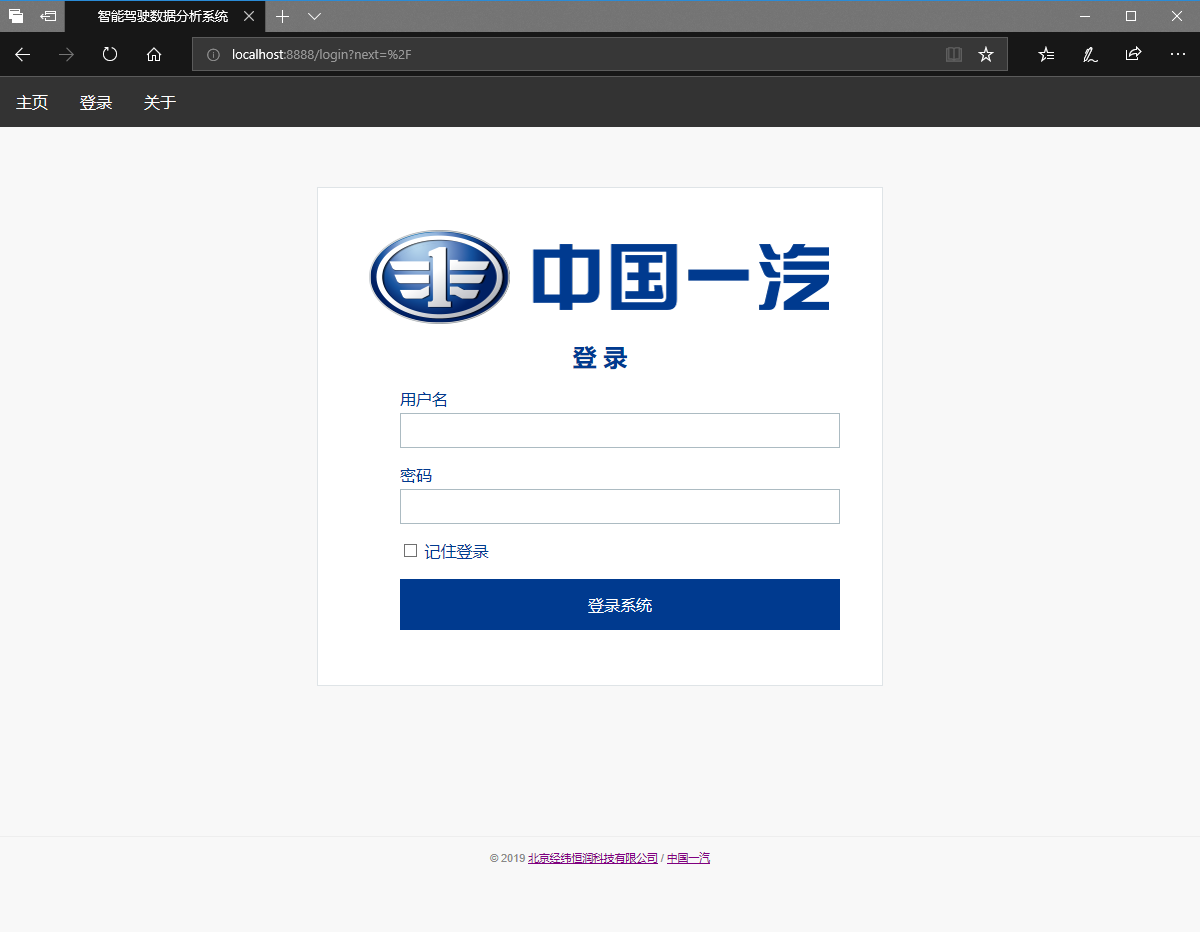 智能驾驶数据分析系统
localhost:8888/login?next=%2F
主页 登录 关于
中国一汽
登 录
用户名
密码
记住登录
登录系统
© 2019 北京经纬恒润科技有限公司 / 中国一汽